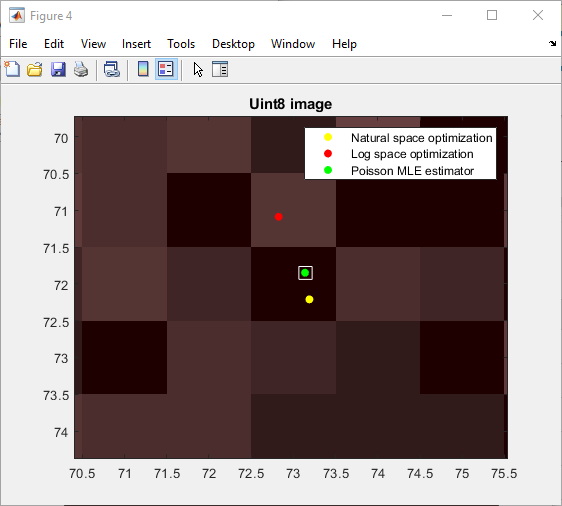 Figure 4
File Edit View Insert Tools Desktop Window Help
Uint8 image
Natural space optimization
Log space optimization
Poisson MLE estimator
70
70.5
71
71.5
72
72.5
73
73.5
74
70.5 71 71.5 72 72.5 73 73.5 74 74.5 75 75.5